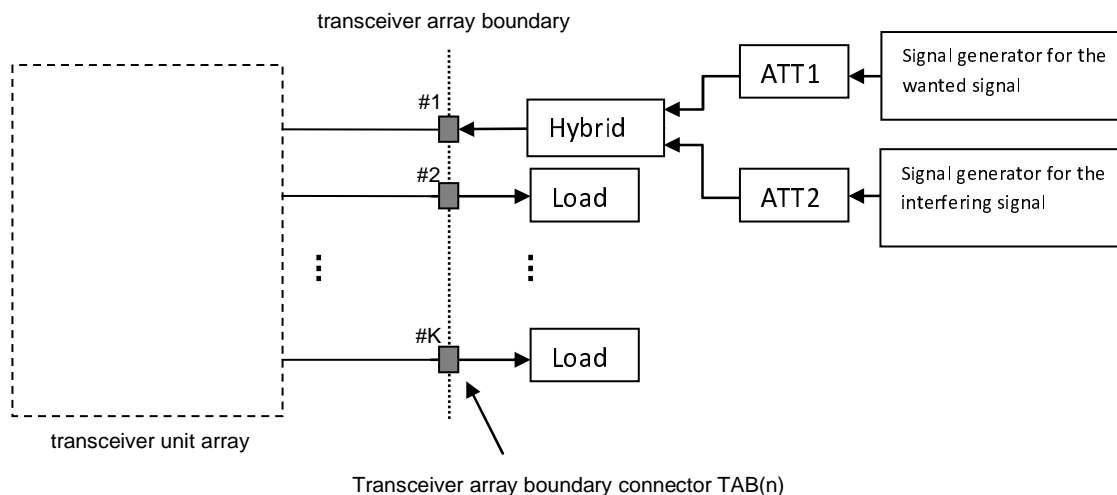 transceiver array boundary
#1
Hybrid
ATT1
Signal generator for the
wanted signal
#2
Load
ATT2
Signal generator for the
interfering signal
#K
Load
transceiver unit array
Transceiver array boundary connector TAB(n)